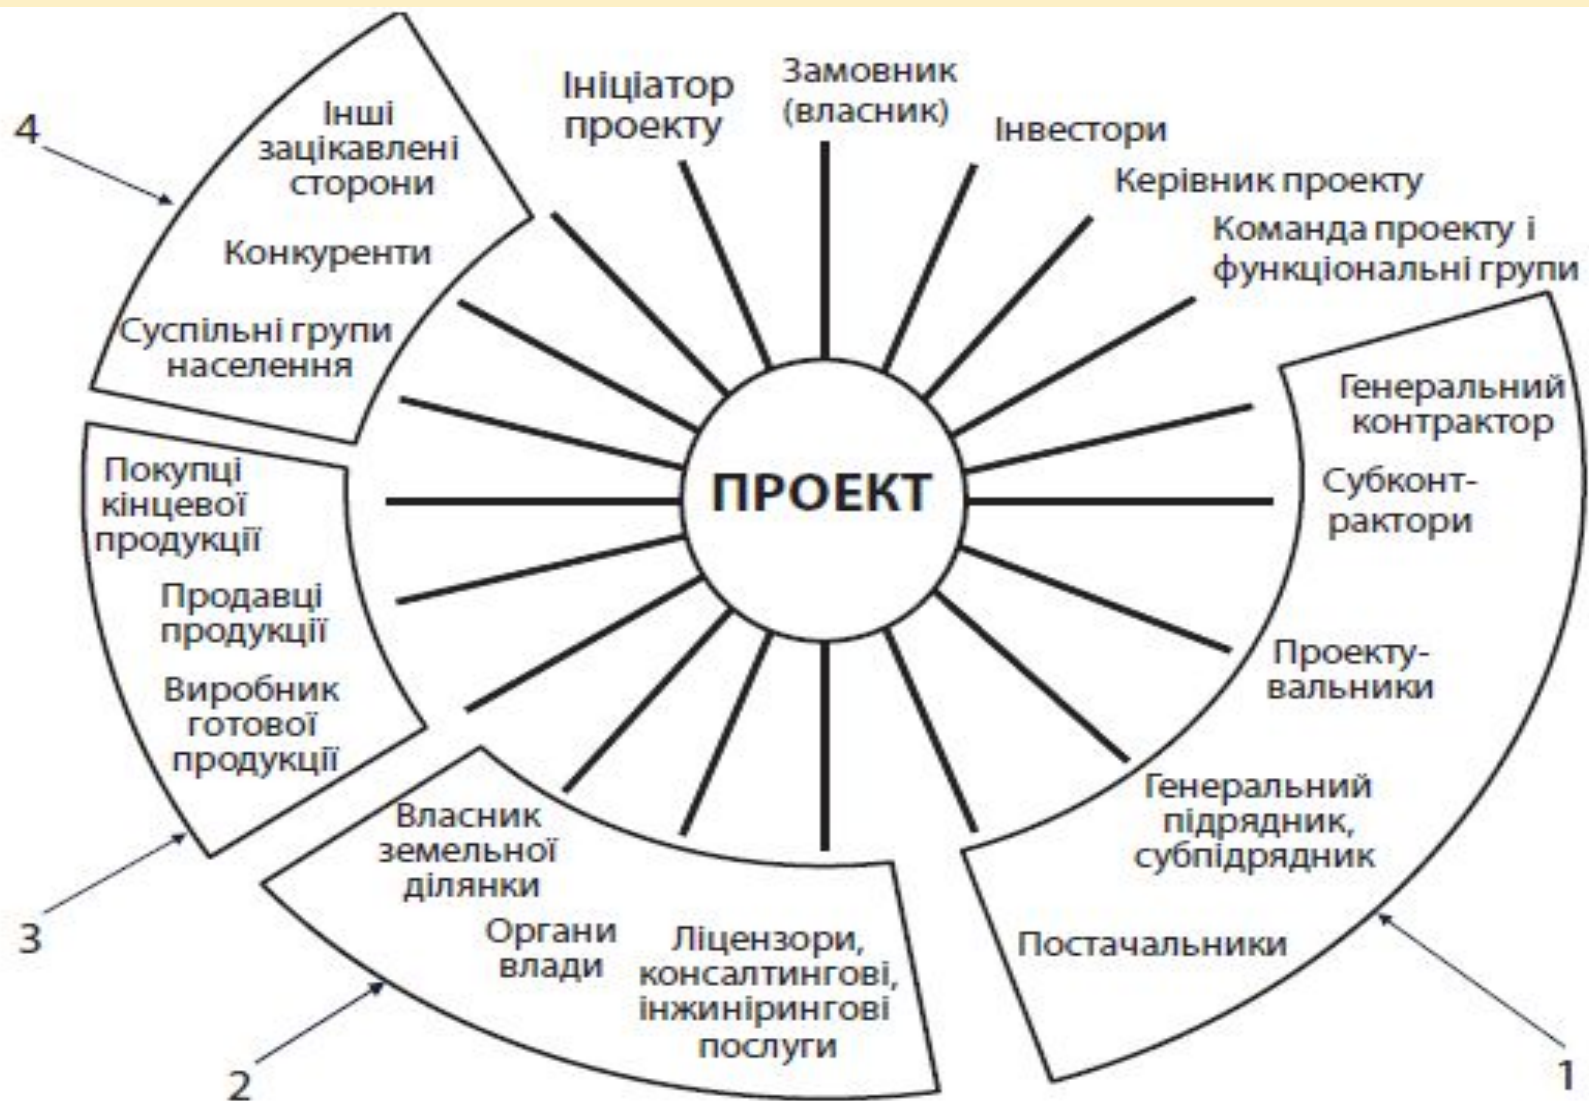 Ініціатор
проекту
Замовник
(власник)
Інвестори
Керівник проекту
Команда проекту і
функціональні групи
Генеральний
контрактор
Субконт-
рактори
Проекту-
вальники
Генеральний
підрядник,
субпідрядник
Постачальники
1
Ліцензори,
консалтингові,
інжинірингові
послуги
Органи
влади
Власник
земельної
ділянки
2
Виробник
готової
продукції
Продавці
продукції
Покупці
кінцевої
продукції
3
Суспільні групи
населення
Конкуренти
Інші
зацікавлені
сторони
4
ПРОЕКТ